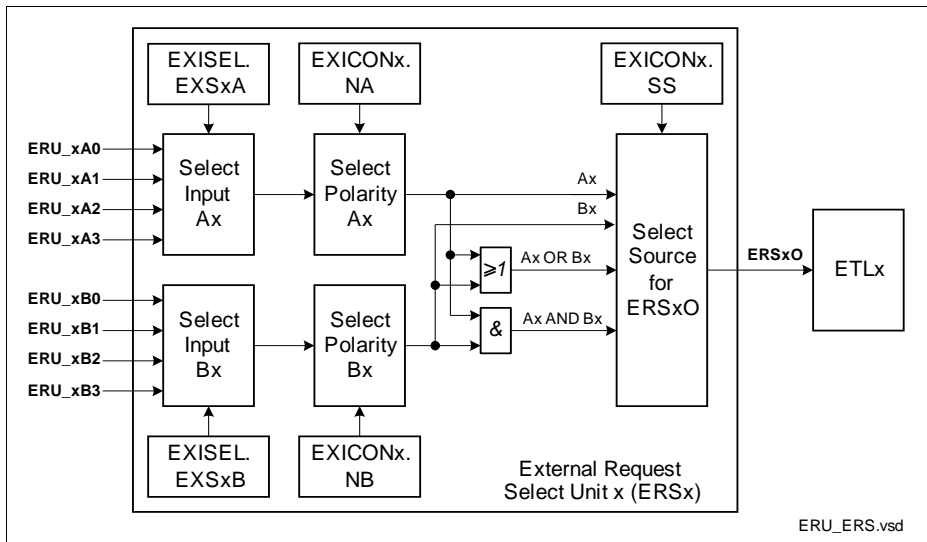 EXISEL.
EXSxA
EXICONx.
NA
EXICONx.
SS
ERU_xA0
ERU_xA1
ERU_xA2
ERU_xA3
Select
Input
Ax
Select
Polarity
Ax
Ax
Bx
≥1
Ax OR Bx
&
Ax AND Bx
Select
Source
for
ERSxO
ERSxO
ETLx
ERU_xB0
ERU_xB1
ERU_xB2
ERU_xB3
Select
Input
Bx
Select
Polarity
Bx
EXISEL.
EXSxB
EXICONx.
NB
External Request
Select Unit x (ERSx)
ERU_ERS.vsd